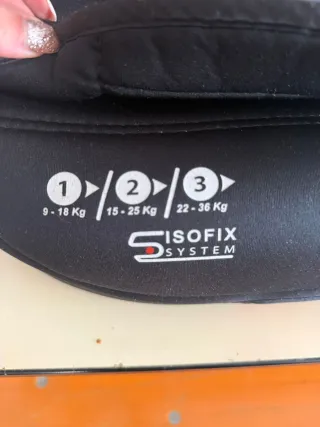 1 / 2 / 3
9 - 18 Kg 15 - 25 Kg 22 - 36 Kg
ISOFIX
SYSTEM